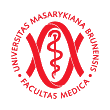 UNIVERSITAS MASARYKIANA BRUNENSIS
• FACULTAS MEDICA •